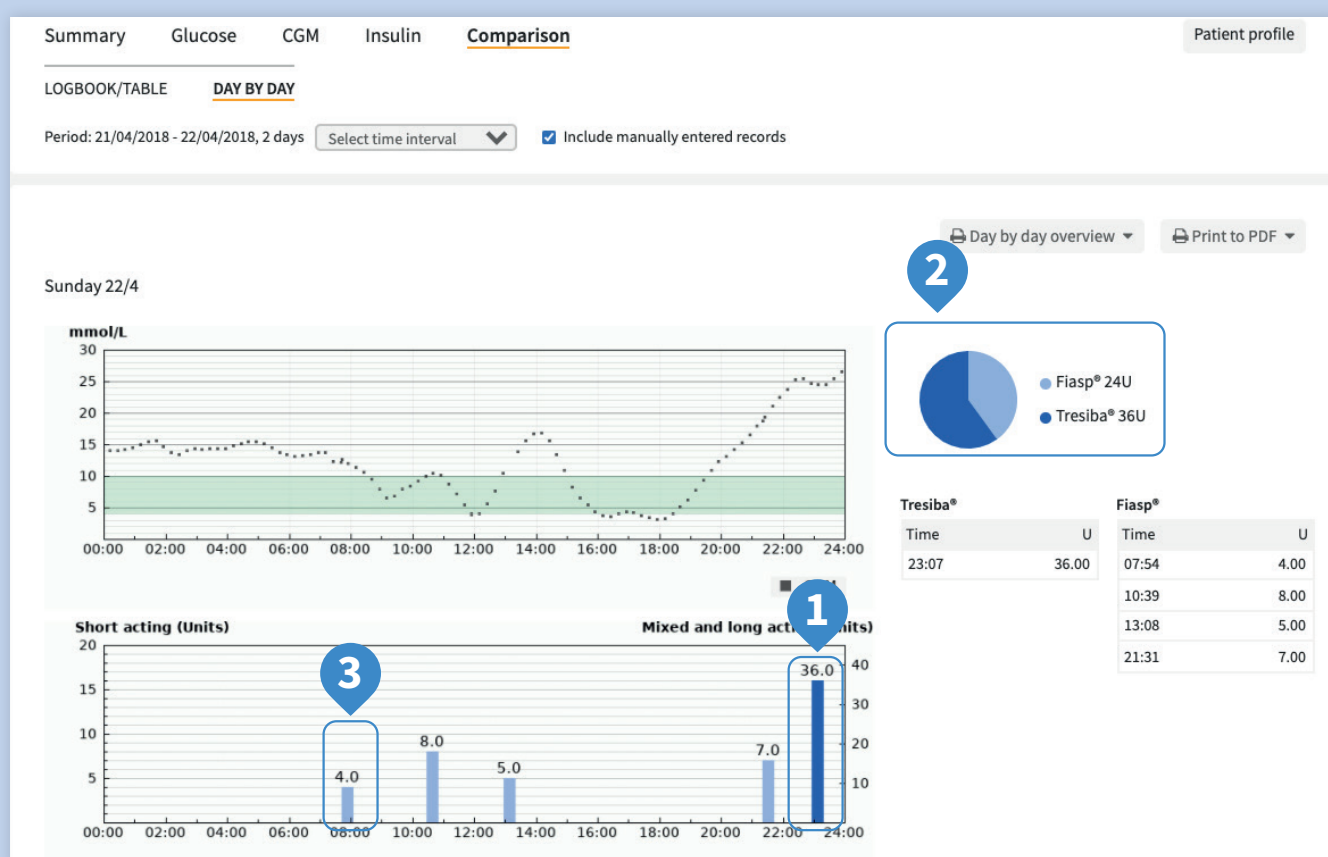 Summary Glucose CGM Insulin Comparison Patient profile
LOGBOOK/TABLE DAY BY DAY
Period: 21/04/2018 - 22/04/2018, 2 days Select time interval Include manually entered records
Day by day overview Print to PDF
2
Sunday 22/4
mmol/L
30
25
20
15
10
5
00:00 02:00 04:00 06:00 08:00 10:00 12:00 14:00 16:00 18:00 20:00 22:00 24:00
Fiasp® 24U
Tresiba® 36U
Tresiba®
Time U
23:07 36.00
Fiasp®
Time U
07:54 4.00
10:39 8.00
13:08 5.00
21:31 7.00
1
Short acting (Units) Mixed and long
20
15
10
5
3
4.0
8.0
5.0
7.0
36.0
40
30
20
10
00:00 02:00 04:00 06:00 08:00 10:00 12:00 14:00 16:00 18:00 20:00 22:00 24:00